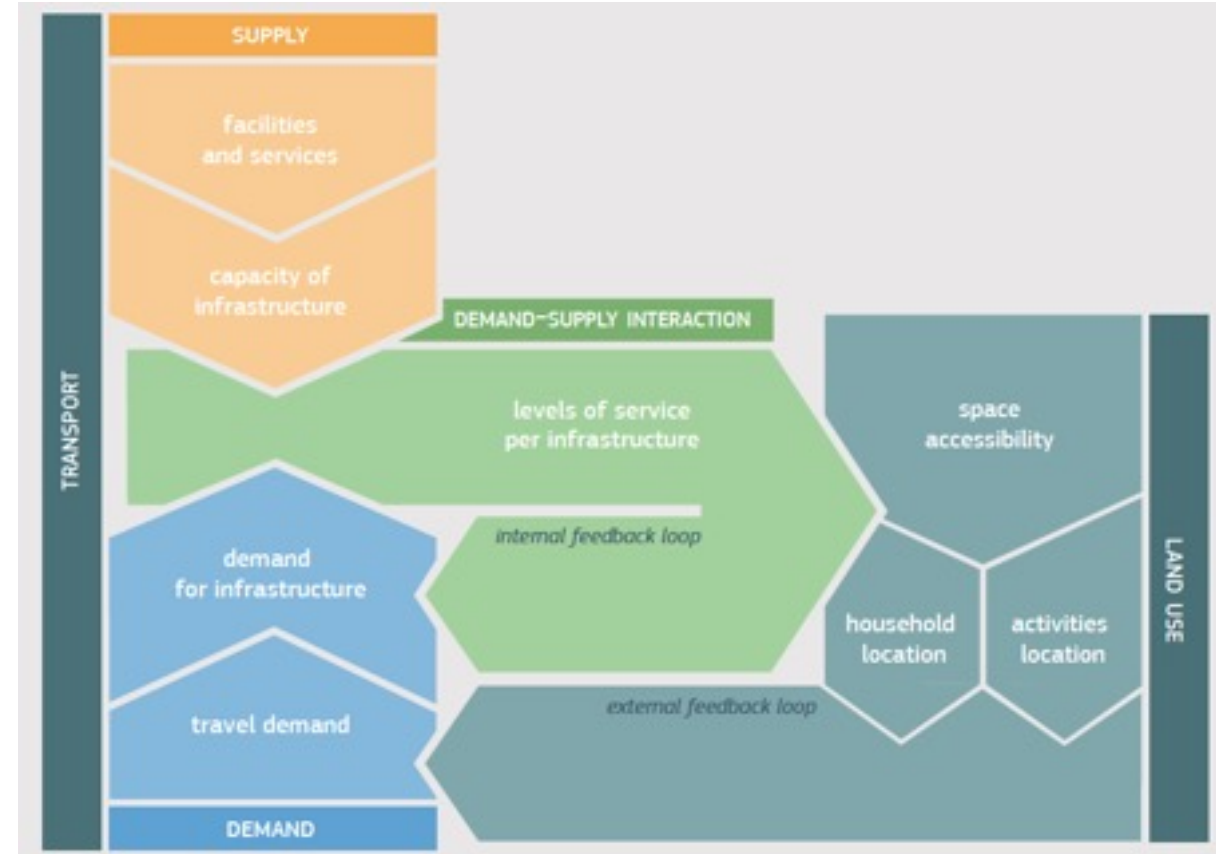 SUPPLY
facilities
and services
capacity of
infrastructure
DEMAND-SUPPLY INTERACTION
TRANSPORT
levels of service
per infrastructure
space
accessibility
internal feedback loop
demand
for infrastructure
LAND USE
household
location
activities
location
external feedback loop
travel demand
DEMAND